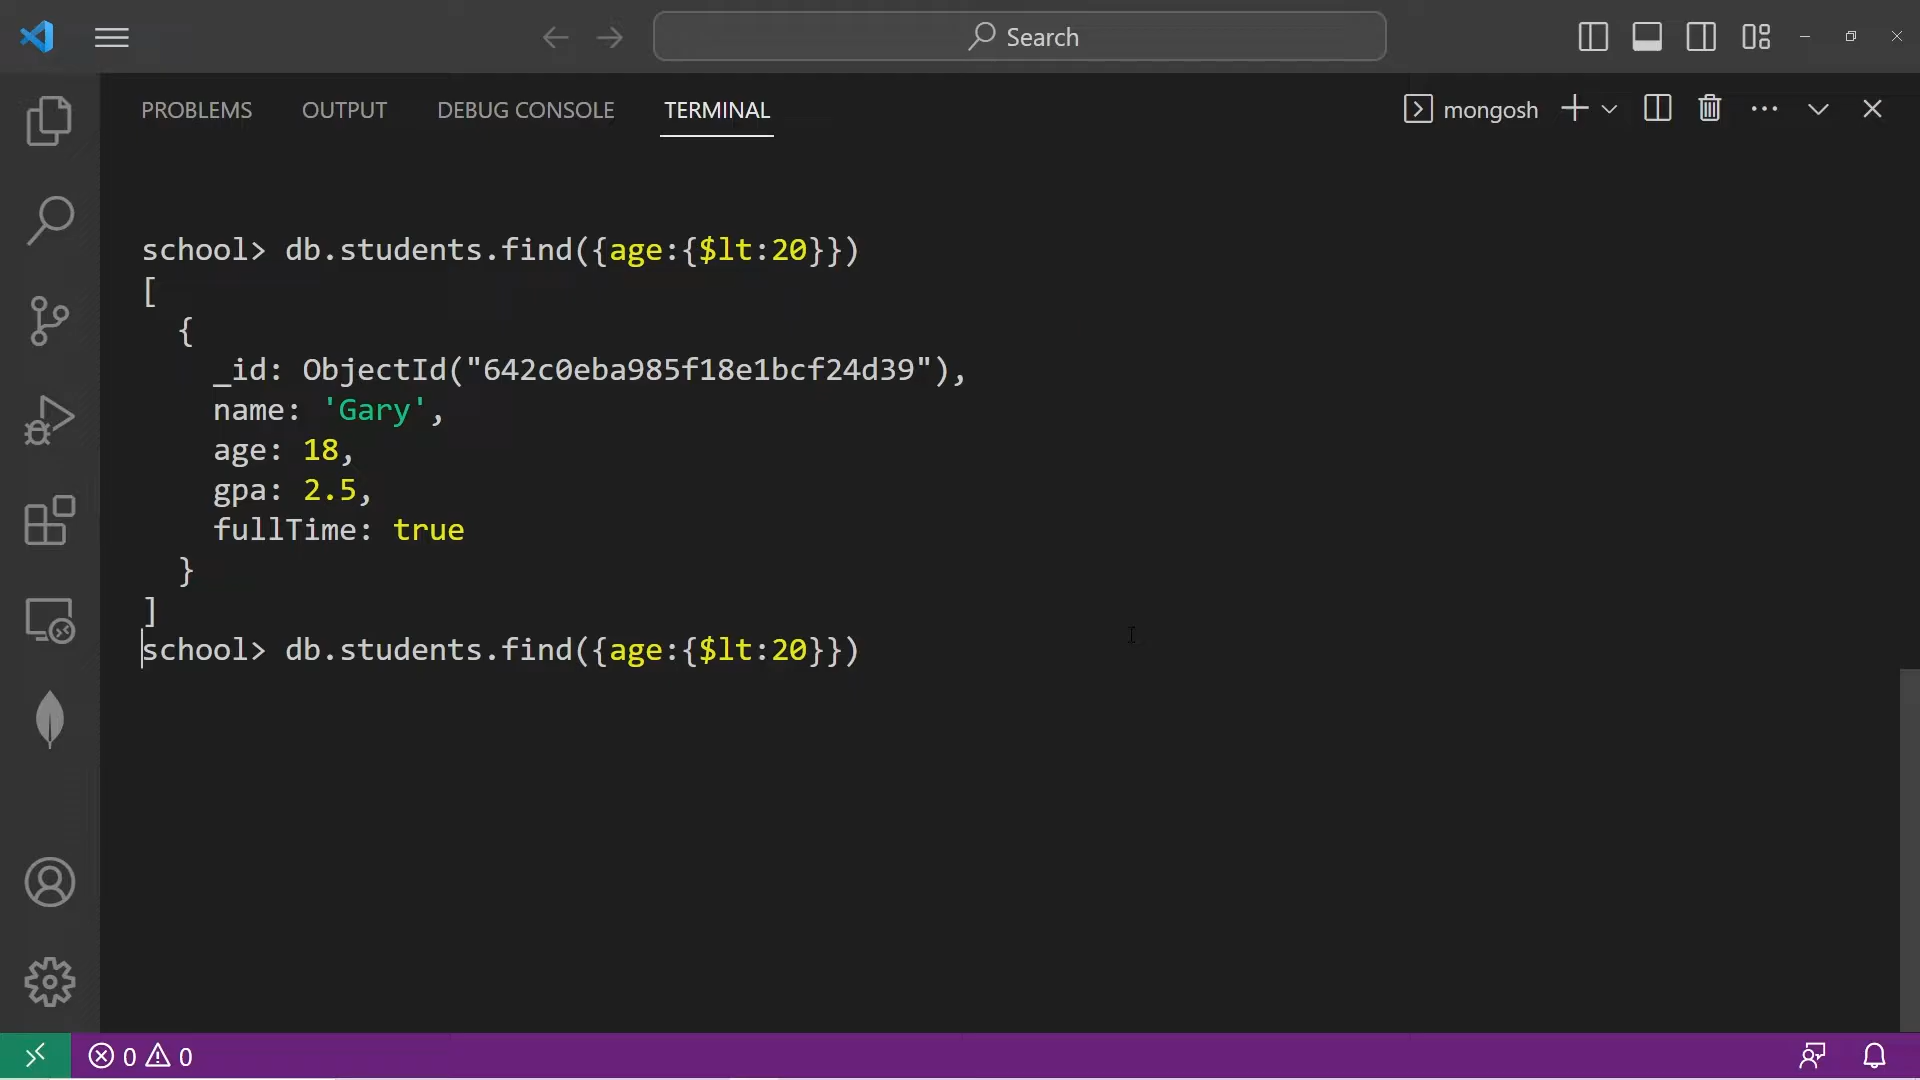 Search
PROBLEMS OUTPUT DEBUG CONSOLE TERMINAL mongosh
school> db.students.find({age:{$lt:20}})
[
{
_id: ObjectId("642c0eba985f18e1bcf24d39"),
name: 'Gary',
age: 18,
gpa: 2.5,
fullTime: true
}
]
school> db.students.find({age:{$lt:20}})
0 0